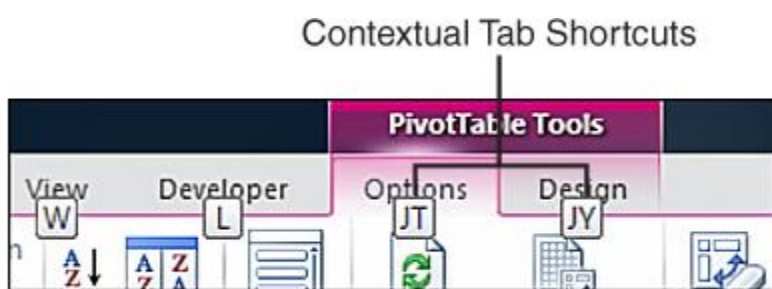 Contextual Tab Shortcuts
PivotTable Tools
View Developer Options Design
W L JT JY
n
A Z A Z
Z Z A